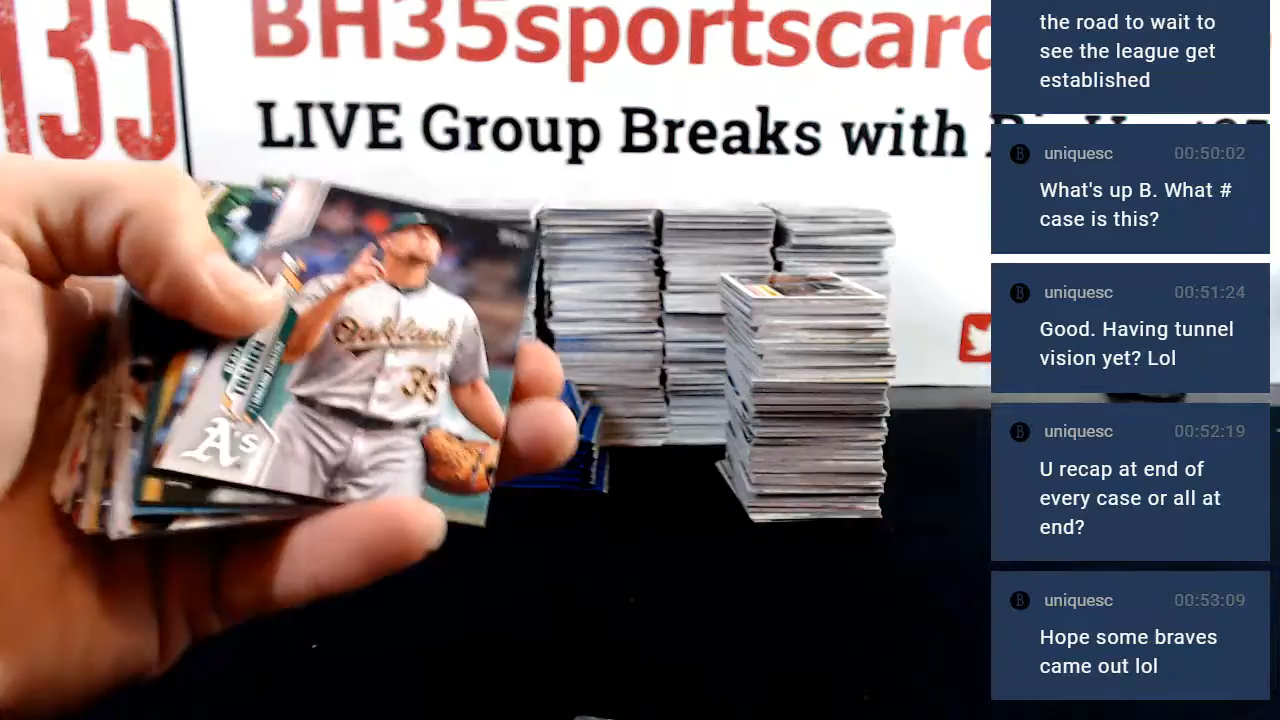 135
BH35sportscard
LIVE Group Breaks with
Oakland
35
A's
the road to wait to
see the league get
established
uniquesc 00:50:02
What's up B. What #
case is this?
uniquesc 00:51:24
Good. Having tunnel
vision yet? Lol
uniquesc 00:52:19
U recap at end of
every case or all at
end?
uniquesc 00:53:09
Hope some braves
came out lol